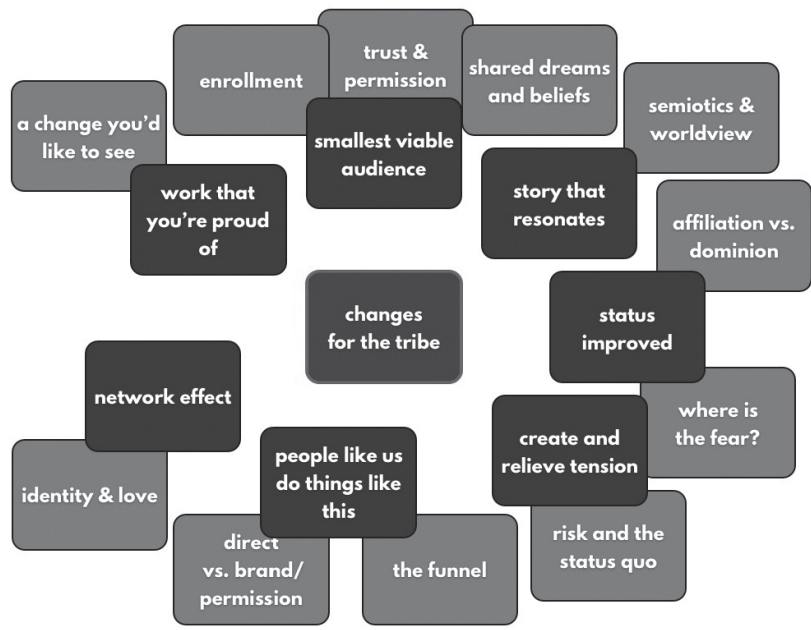 trust &
permission
enrollment
shared dreams
and beliefs
semiotics &
worldview
a change you’d
like to see
smallest viable
audience
work that
you’re proud
of
story that
resonates
affiliation vs.
dominion
changes
for the tribe
status
improved
network effect
where is
the fear?
create and
relieve tension
people like us
do things like
this
identity & love
direct
vs. brand/
permission
the funnel
risk and the
status quo